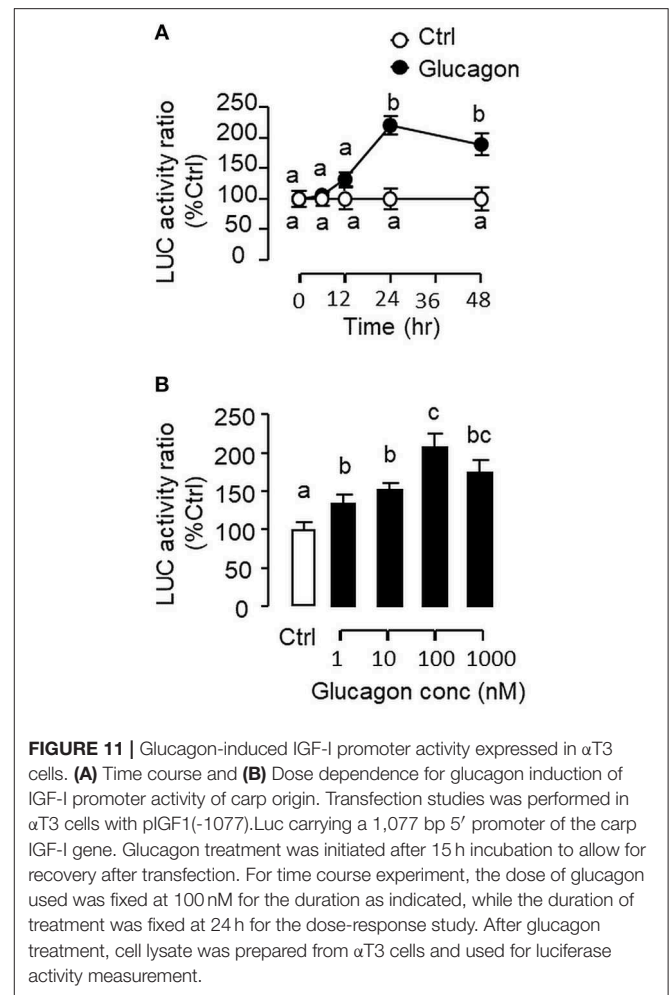 A
Ctrl
Glucagon
LUC activity ratio
(%Ctrl)
250
200
150
100
50
0
a a a b b
a a a a a
0 12 24 36 48
Time (hr)
B
LUC activity ratio
(%Ctrl)
250
200
150
100
50
0
a b b c bc
Ctrl
1 10 100 1000
Glucagon conc (nM)
FIGURE 11 | Glucagon-induced IGF-I promoter activity expressed in αT3
cells. (A) Time course and (B) Dose dependence for glucagon induction of
IGF-I promoter activity of carp origin. Transfection studies was performed in
αT3 cells with pIGF1(-1077).Luc carrying a 1,077 bp 5′ promoter of the carp
IGF-I gene. Glucagon treatment was initiated after 15 h incubation to allow for
recovery after transfection. For time course experiment, the dose of glucagon
used was fixed at 100 nM for the duration as indicated, while the duration of
treatment was fixed at 24 h for the dose-response study. After glucagon
treatment, cell lysate was prepared from αT3 cells and used for luciferase
activity measurement.